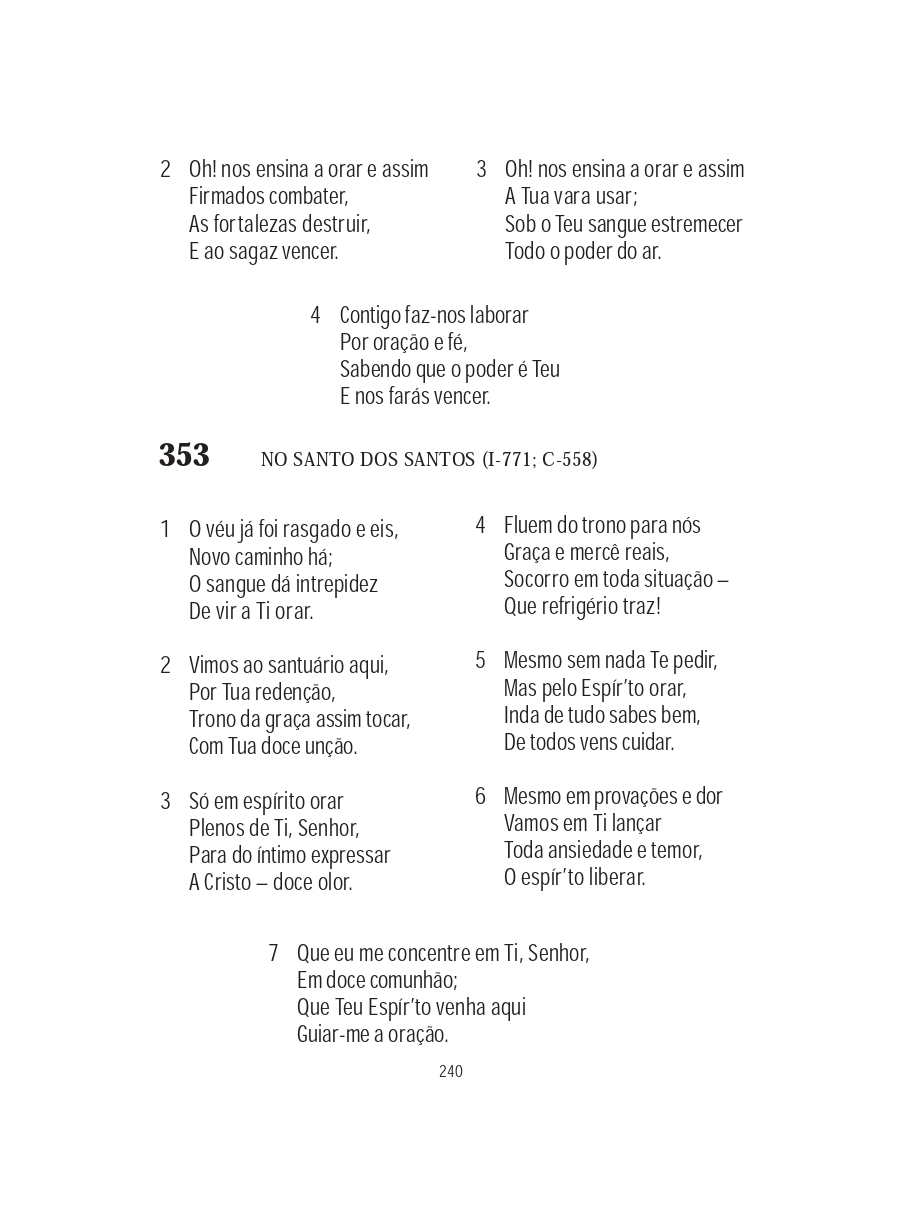 2 Oh! nos ensina a orar e assim
Firmados combater,
As fortalezas destruir,
E ao sagaz vencer.
3 Oh! nos ensina a orar e assim
A Tua vara usar;
Sob o Teu sangue estremecer
Todo o poder do ar.
4 Contigo faz-nos laborar
Por oração e fé,
Sabendo que o poder é Teu
E nos farás vencer.
353 NO SANTO DOS SANTOS (I-771; C-558)
1 O véu já foi rasgado e eis,
Novo caminho há;
O sangue dá intrepidez
De vir a Ti orar.
2 Vimos ao santuário aqui,
Por Tua redenção,
Trono da graça assim tocar,
Com Tua doce unção.
3 Só em espírito orar
Plenos de Ti, Senhor,
Para do íntimo expressar
A Cristo – doce olor.
4 Fluem do trono para nós
Graça e mercê reais,
Socorro em toda situação –
Que refrigério traz!
5 Mesmo sem nada Te pedir,
Mas pelo Espír’to orar,
Inda de tudo sabes bem,
De todos vens cuidar.
6 Mesmo em provações e dor
Vamos em Ti lançar
Toda ansiedade e temor,
O espír’to liberar.
7 Que eu me concentre em Ti, Senhor,
Em doce comunhão;
Que Teu Espír’to venha aqui
Guiar-me a oração.
240